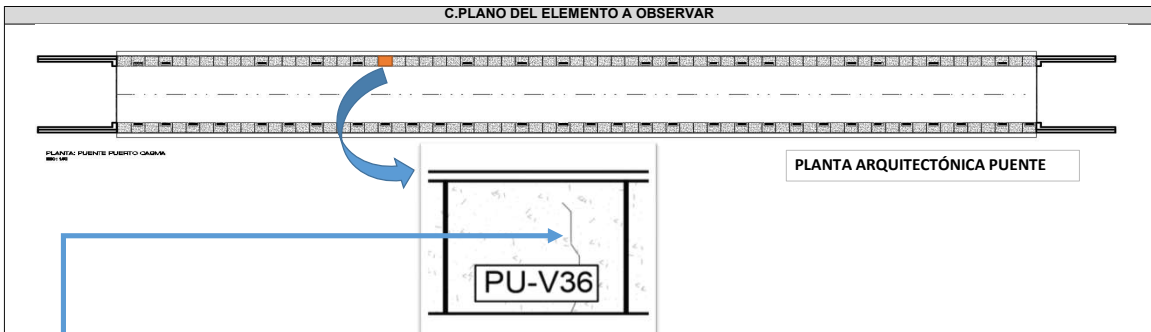 C.PLANO DEL ELEMENTO A OBSERVAR
PLANTA: PUENTE PUERTO CASMA
PLANTA ARQUITECTÓNICA PUENTE
PU-V36